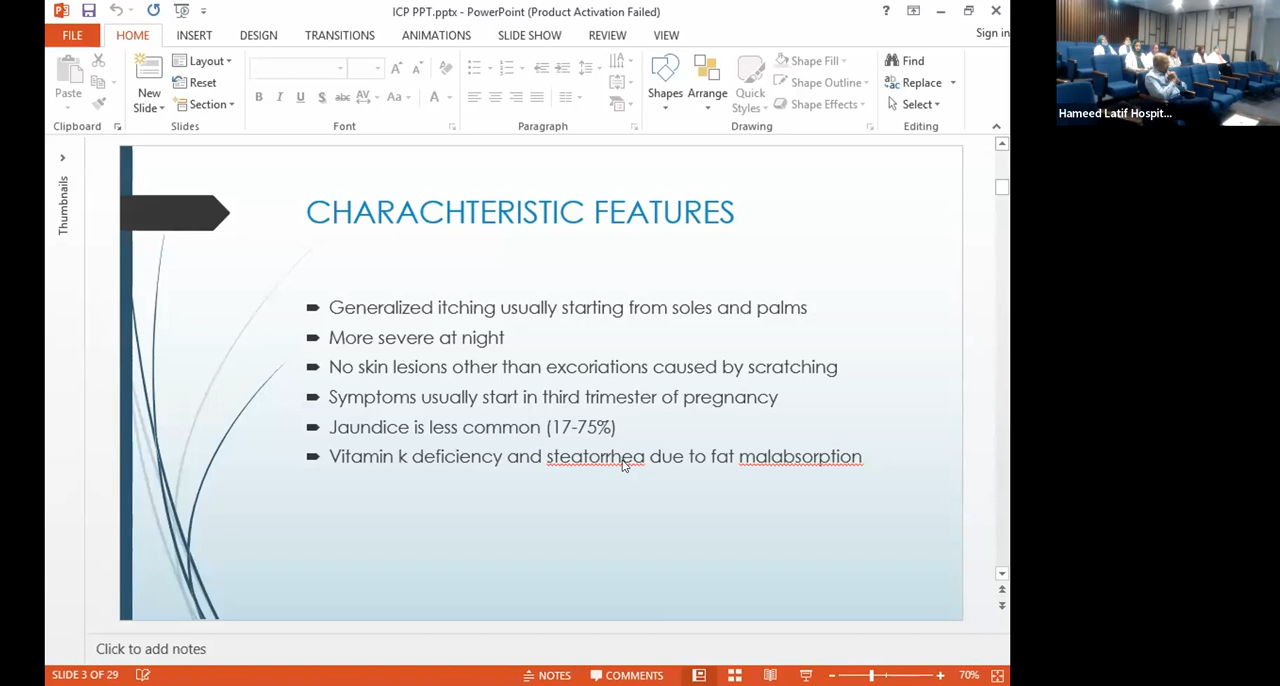 ICP PPT.pptx - PowerPoint (Product Activation Failed)
?
FILE HOME INSERT DESIGN TRANSITIONS ANIMATIONS SLIDE SHOW REVIEW VIEW Sign in
Paste
New Slide
Layout
Reset
Section
B I U S abc AV Aa A
Shapes Arrange Quick Styles
Shape Fill
Shape Outline
Shape Effects
Find
Replace
Select
Clipboard Slides Font Paragraph Drawing Editing
Hameed Latif Hospit...
Thumbnails
CHARACHTERISTIC FEATURES
Generalized itching usually starting from soles and palms
More severe at night
No skin lesions other than excoriations caused by scratching
Symptoms usually start in third trimester of pregnancy
Jaundice is less common (17-75%)
Vitamin k deficiency and steatorrhea due to fat malabsorption
Click to add notes
SLIDE 3 OF 29 NOTES COMMENTS 70%